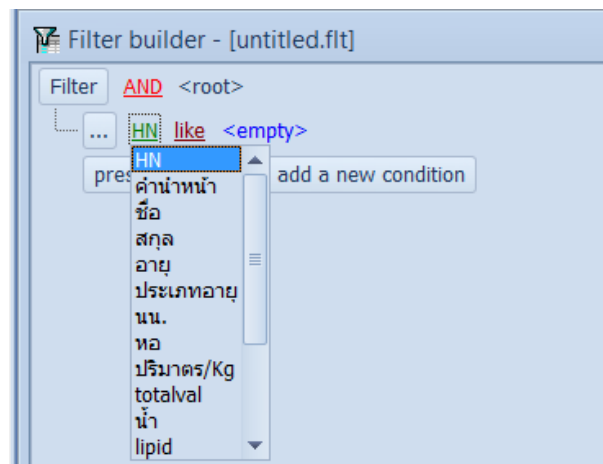 Filter builder - [untitled.flt]
Filter AND <root>
... HN like <empty>
HN
pres add a new condition
คำนำหน้า
ชื่อ
สกุล
อายุ
ประเภทอายุ
นน.
หอ
ปริมาตร/Kg
totalval
น้ำ
lipid